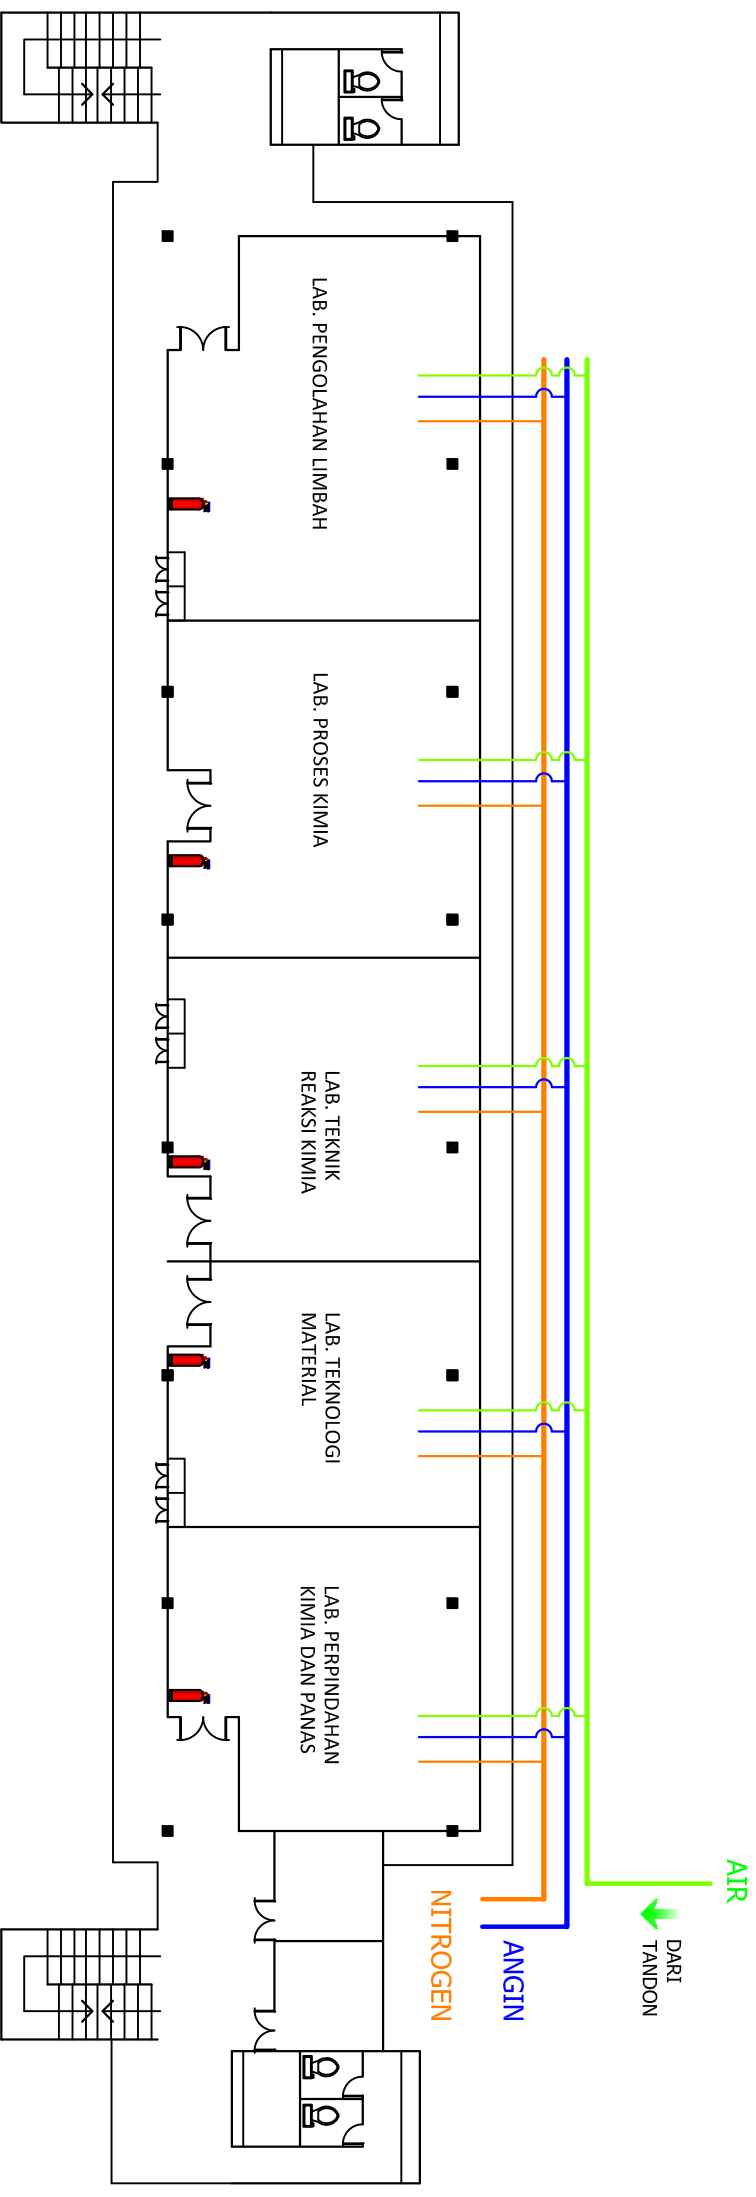 LAB. PENGOLAHAN LIMBAH
LAB. PROSES KIMIA
LAB. TEKNIK
REAKSI KIMIA
LAB. TEKNOLOGI
MATERIAL
LAB. PERPINDAHAN
KIMIA DAN PANAS
AIR
DARI
TANDON
ANGIN
NITROGEN